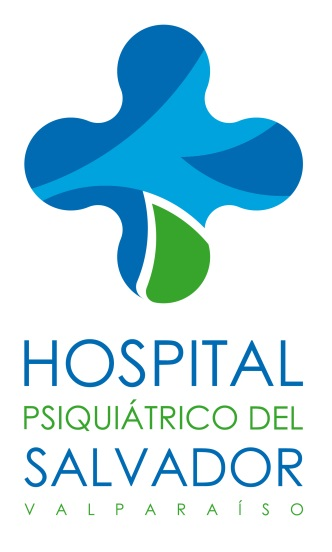 HOSPITAL
PSIQUIÁTRICO DEL
SALVADOR
VALPARAÍSO